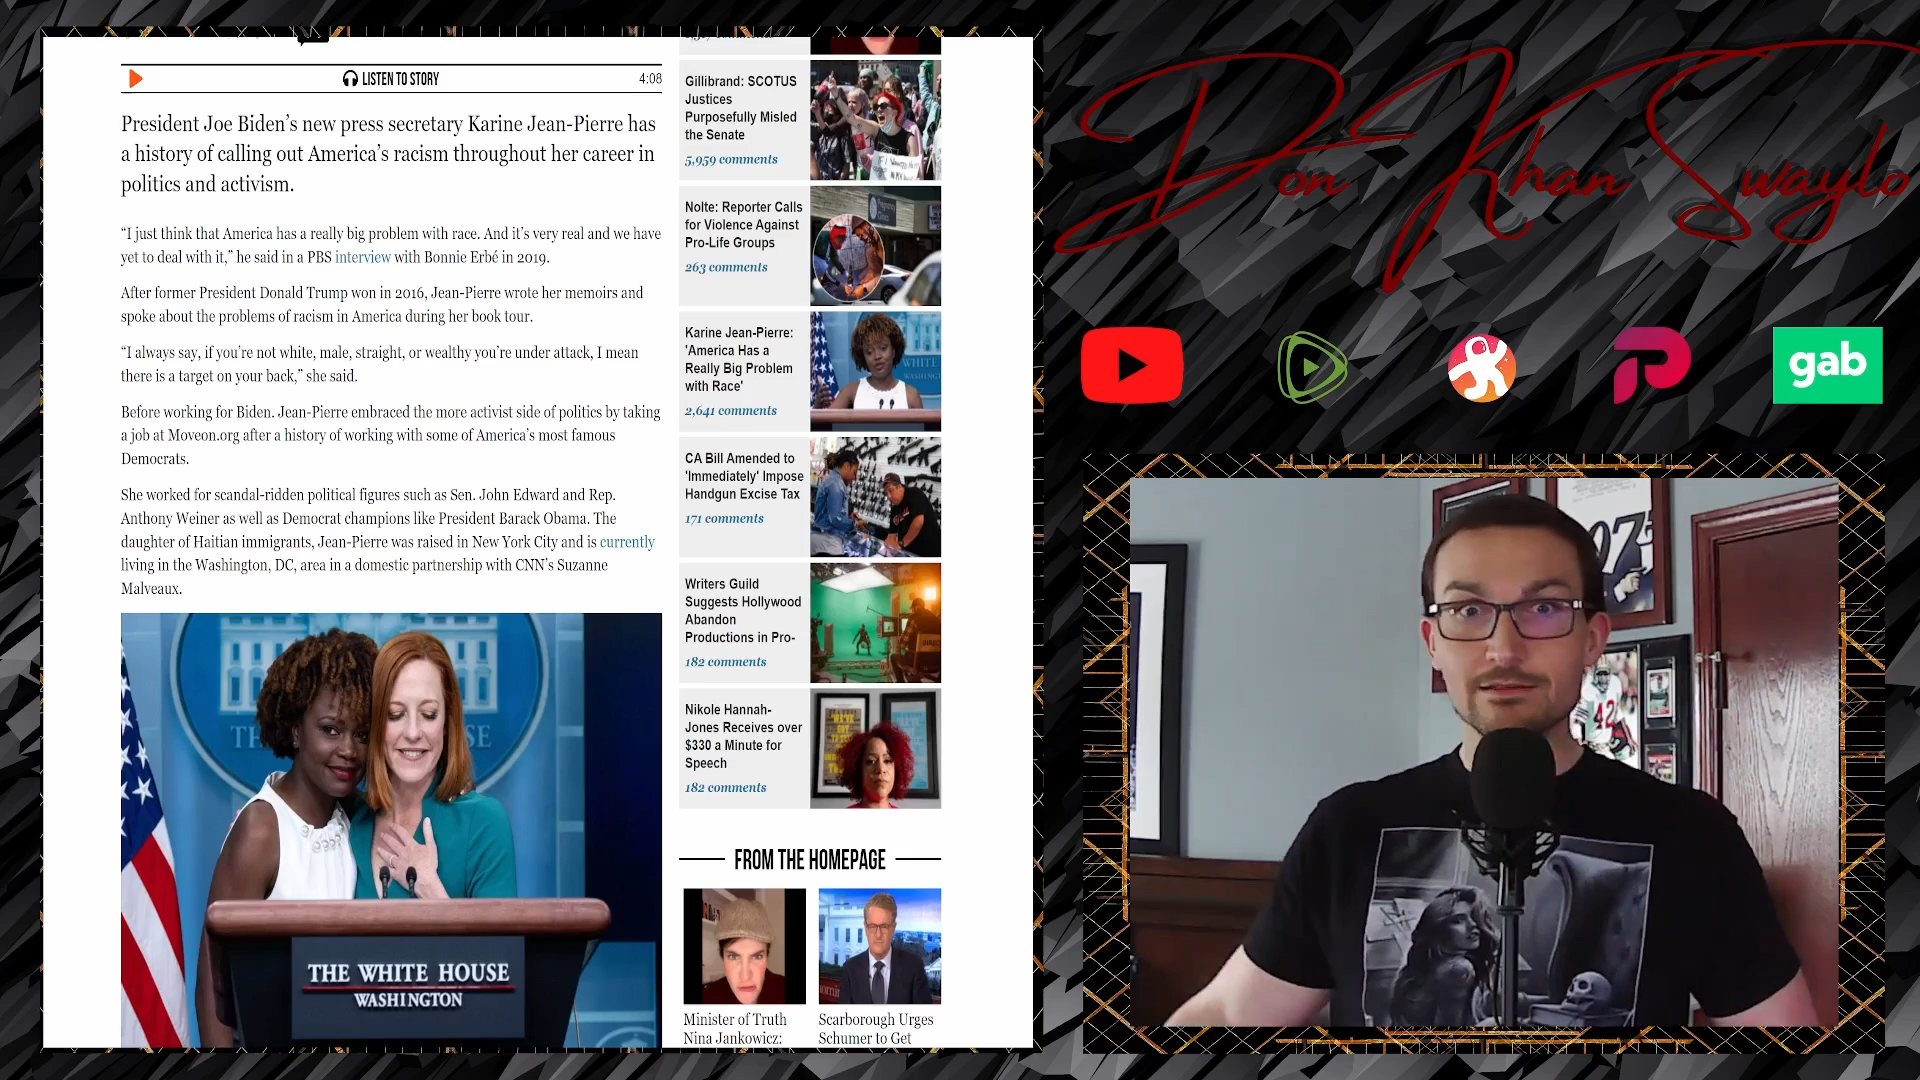 LISTEN TO STORY
4:08
President Joe Biden’s new press secretary Karine Jean-Pierre has
a history of calling out America’s racism throughout her career in
politics and activism.
“I just think that America has a really big problem with race. And it’s very real and we have
yet to deal with it,” he said in a PBS interview with Bonnie Erbé in 2019.
After former President Donald Trump won in 2016, Jean-Pierre wrote her memoirs and
spoke about the problems of racism in America during her book tour.
“I always say, if you’re not white, male, straight, or wealthy you’re under attack, I mean
there is a target on your back,” she said.
Before working for Biden. Jean-Pierre embraced the more activist side of politics by taking
a job at Moveon.org after a history of working with some of America’s most famous
Democrats.
She worked for scandal-ridden political figures such as Sen. John Edward and Rep.
Anthony Weiner as well as Democrat champions like President Barack Obama. The
daughter of Haitian immigrants, Jean-Pierre was raised in New York City and is currently
living in the Washington, DC, area in a domestic partnership with CNN’s Suzanne
Malveaux.
THE WHITE HOUSE
WASHINGTON
Gillibrand: SCOTUS
Justices
Purposefully Misled
the Senate
5,959 comments
Nolte: Reporter Calls
for Violence Against
Pro-Life Groups
263 comments
Karine Jean-Pierre:
'America Has a
Really Big Problem
with Race'
2,641 comments
CA Bill Amended to
'Immediately' Impose
Handgun Excise Tax
171 comments
Writers Guild
Suggests Hollywood
Abandon
Productions in Pro-
182 comments
Nikole Hannah-
Jones Receives over
$330 a Minute for
Speech
182 comments
FROM THE HOMEPAGE
Minister of Truth
Nina Jankowicz:
Scarborough Urges
Schumer to Get
Don Khan Swaylo
gab
197
42